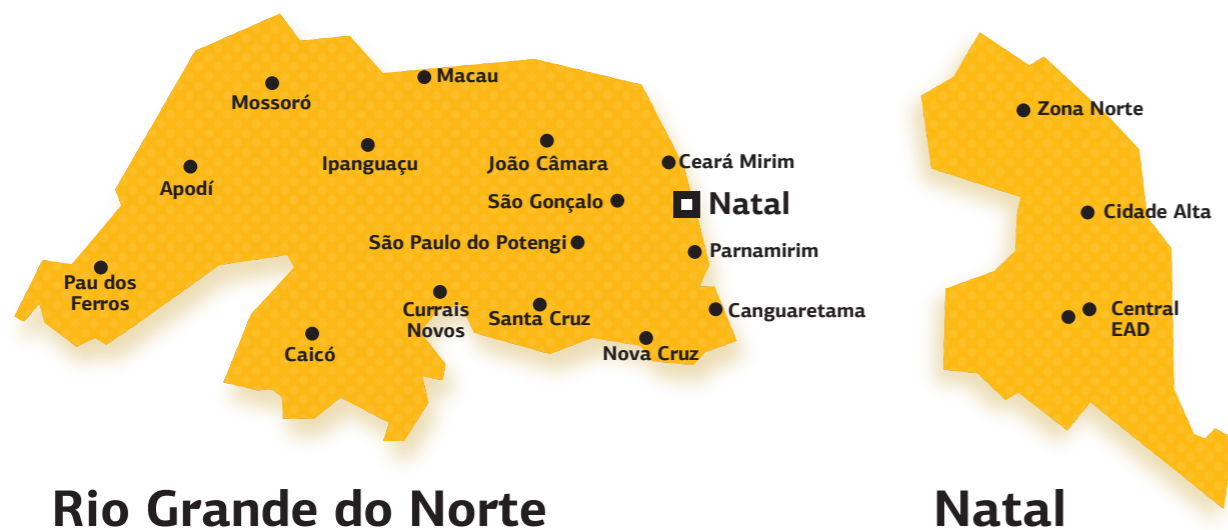 Macau
Mossoró
Ipanguaçu
João Câmara
Ceará Mirim
Apodí
São Gonçalo
Natal
São Paulo do Potengi
Parnamirim
Pau dos
Ferros
Currais
Novos
Santa Cruz
Canguaretama
Caicó
Nova Cruz
Rio Grande do Norte
Zona Norte
Cidade Alta
Central
EAD
Natal